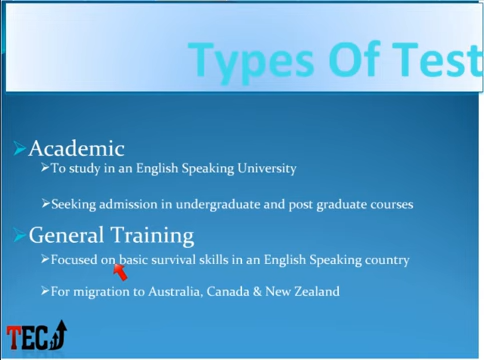 Types Of Test
Academic
To study in an English Speaking University
Seeking admission in undergraduate and post graduate courses
General Training
Focused on basic survival skills in an English Speaking country
For migration to Australia, Canada & New Zealand
TEC